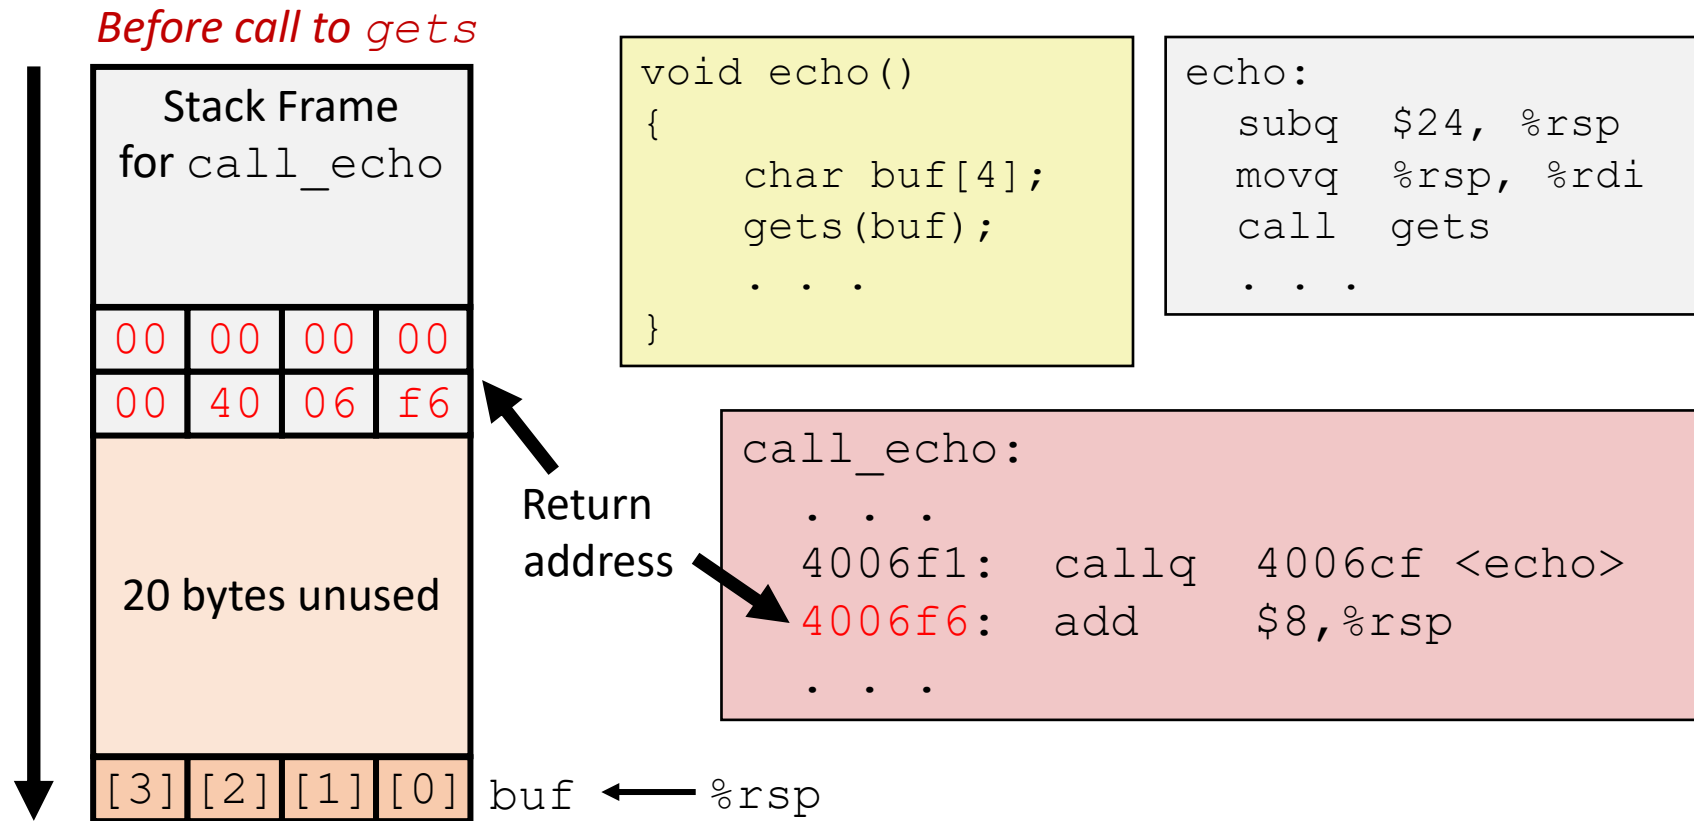 Before call to gets
Stack Frame
for call_echo
00 00 00 00
00 40 06 f6
20 bytes unused
[3] [2] [1] [0]
buf
%rsp
Return
address
void echo()
{
    char buf[4];
    gets(buf);
    . . .
}
echo:
  subq  $24, %rsp
  movq  %rsp, %rdi
  call  gets
  . . .
call_echo:
  . . .
  4006f1:  callq  4006cf <echo>
  4006f6:  add    $8,%rsp
  . . .